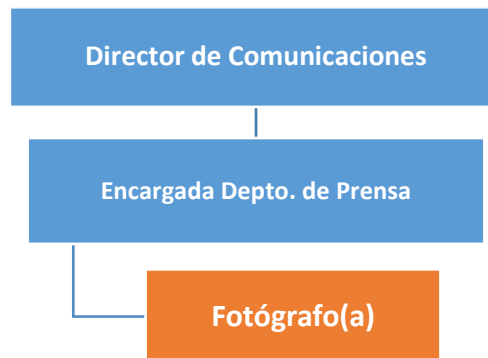 Director de Comunicaciones
Encargada Depto. de Prensa
Fotógrafo(a)